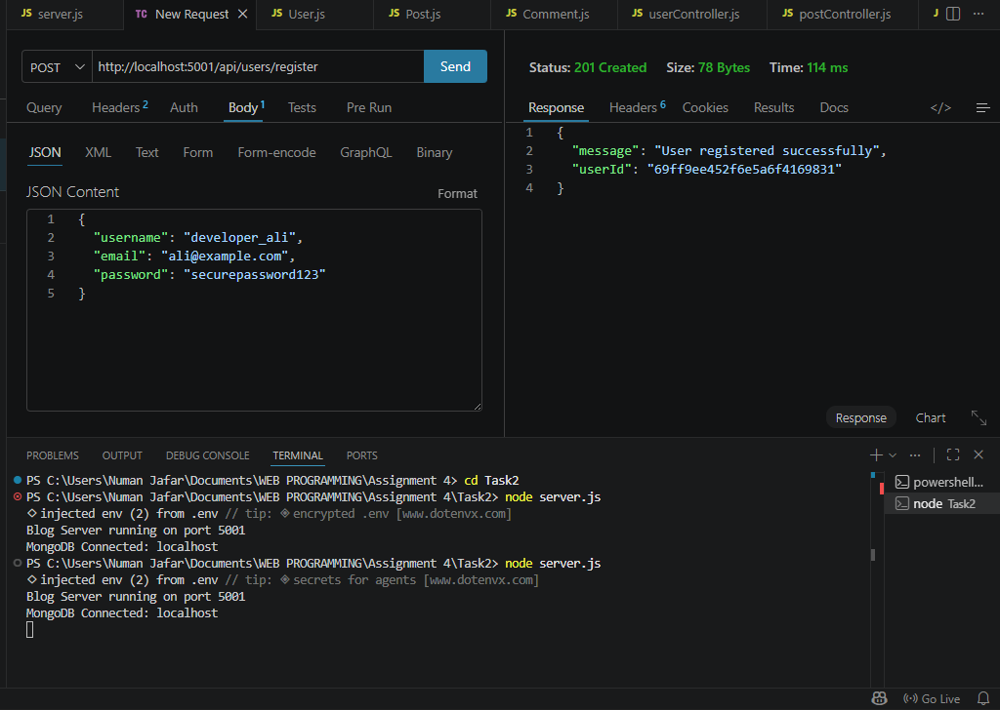 JS server.js TC New Request JS User.js JS Post.js JS Comment.js JS userController.js JS postController.js J
POST http://localhost:5001/api/users/register Send
Query Headers 2 Auth Body 1 Tests Pre Run
JSON XML Text Form Form-encode GraphQL Binary
JSON Content Format
1 {
2 "username": "developer_ali",
3 "email": "ali@example.com",
4 "password": "securepassword123"
5 }
Status: 201 Created Size: 78 Bytes Time: 114 ms
Response Headers 6 Cookies Results Docs </>
1 {
2 "message": "User registered successfully",
3 "userId": "69ff9ee452f6e5a6f4169831"
4 }
Response Chart
PROBLEMS OUTPUT DEBUG CONSOLE TERMINAL PORTS
PS C:\Users\Numan Jafar\Documents\WEB PROGRAMMING\Assignment 4> cd Task2
PS C:\Users\Numan Jafar\Documents\WEB PROGRAMMING\Assignment 4\Task2> node server.js
◇ injected env (2) from .env // tip: ◈ encrypted .env [www.dotenvx.com]
Blog Server running on port 5001
MongoDB Connected: localhost
PS C:\Users\Numan Jafar\Documents\WEB PROGRAMMING\Assignment 4\Task2> node server.js
◇ injected env (2) from .env // tip: ◈ secrets for agents [www.dotenvx.com]
Blog Server running on port 5001
MongoDB Connected: localhost
powershell...
node Task2
Go Live